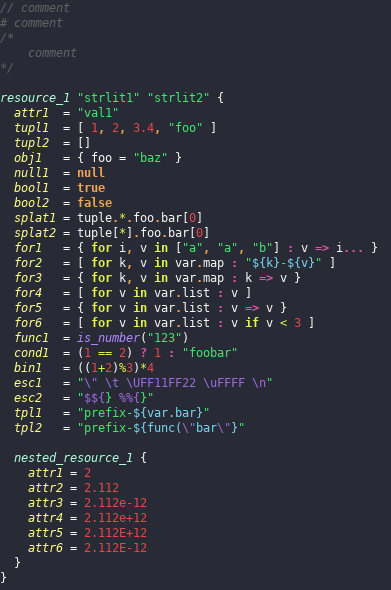 // comment
# comment
/*
    comment
*/

resource_1 "strlit1" "strlit2" {
  attr1  = "val1"
  tupl1  = [ 1, 2, 3.4, "foo" ]
  tupl2  = []
  obj1   = { foo = "baz" }
  null1  = null
  bool1  = true
  bool2  = false
  splat1 = tuple.*.foo.bar[0]
  splat2 = tuple[*].foo.bar[0]
  for1   = { for i, v in ["a", "a", "b"] : v => i... }
  for2   = [ for k, v in var.map : "${k}-${v}" ]
  for3   = { for k, v in var.map : k => v }
  for4   = [ for v in var.list : v ]
  for5   = { for v in var.list : v => v }
  for6   = [ for v in var.list : v if v < 3 ]
  func1  = is_number("123")
  cond1  = (1 == 2) ? 1 : "foobar"
  bin1   = ((1+2)%3)*4
  esc1   = "\" \t \UFF11FF22 \uFFFF \n"
  esc2   = "$${} %%{}"
  tpl1   = "prefix-${var.bar}"
  tpl2   = "prefix-${func(\"bar\"}"

  nested_resource_1 {
    attr1 = 2
    attr2 = 2.112
    attr3 = 2.112e-12
    attr4 = 2.112e+12
    attr5 = 2.112E+12
    attr6 = 2.112E-12
  }
}